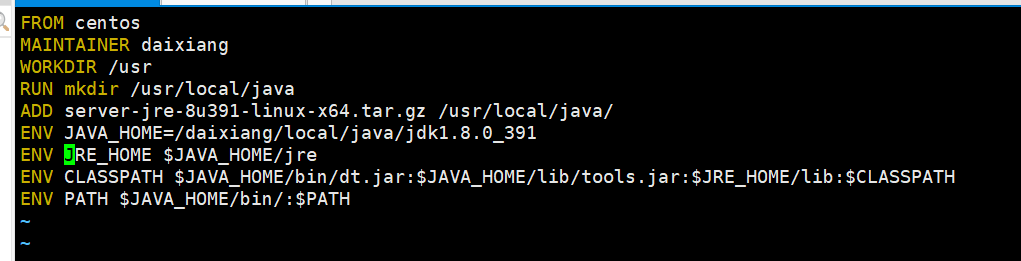 FROM centos
MAINTAINER daixiang
WORKDIR /usr
RUN mkdir /usr/local/java
ADD server-jre-8u391-linux-x64.tar.gz /usr/local/java/
ENV JAVA_HOME=/daixiang/local/java/jdk1.8.0_391
ENV JRE_HOME $JAVA_HOME/jre
ENV CLASSPATH $JAVA_HOME/bin/dt.jar:$JAVA_HOME/lib/tools.jar:$JRE_HOME/lib:$CLASSPATH
ENV PATH $JAVA_HOME/bin/:$PATH
~
~